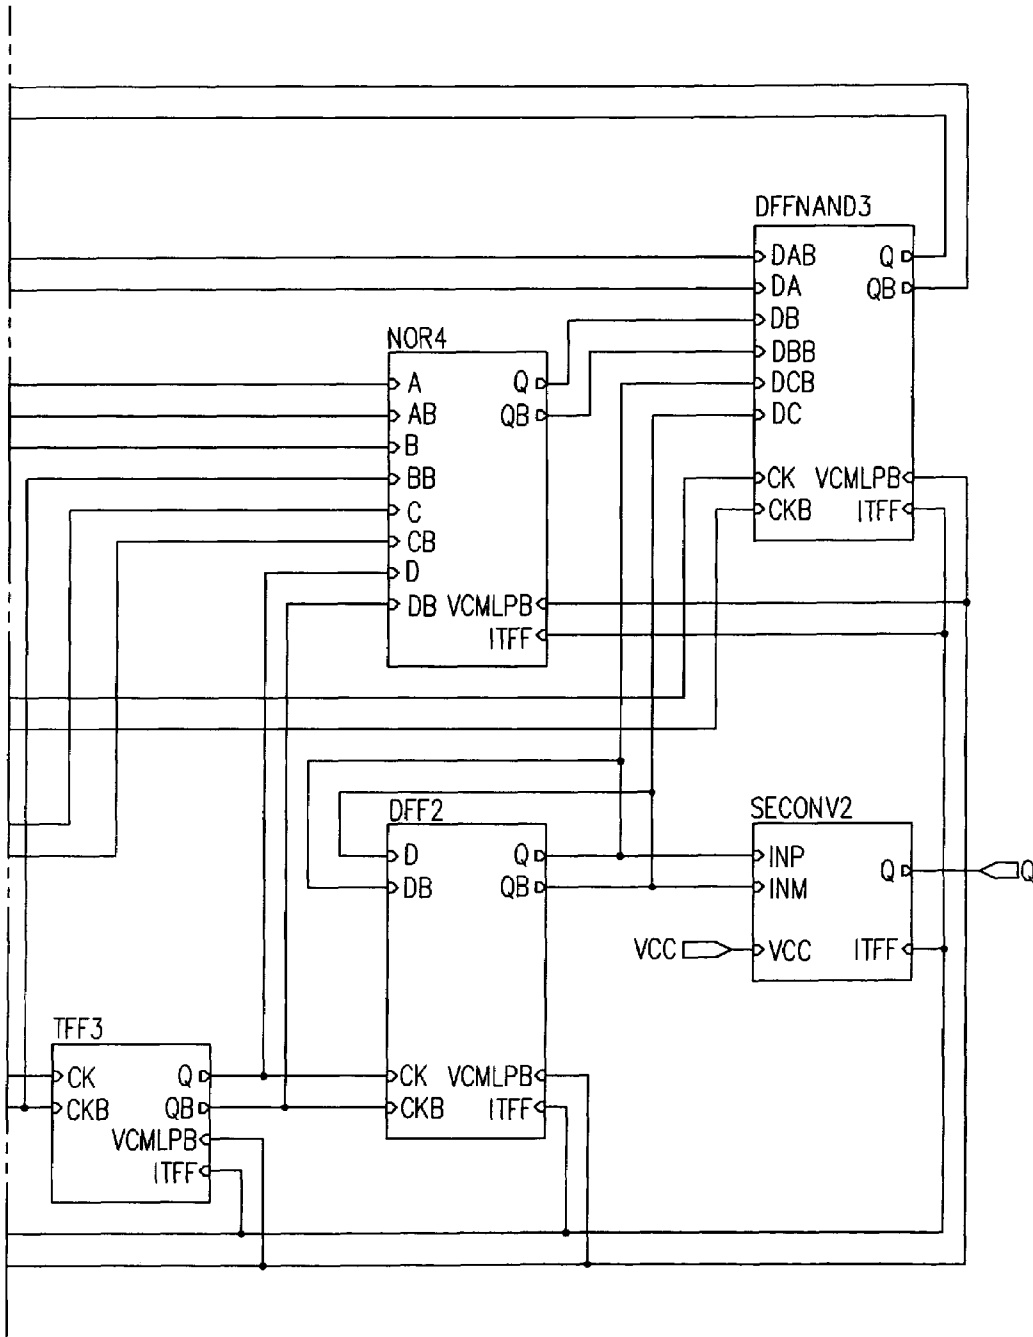 DFFNAND3
DAB Q
DA QB
DB
DBB
DCB
DC
CK VCMLPB
CKB ITFF
NOR4
A Q
AB QB
B
BB
C
CB
D
DB VCMLPB
ITFF
DFF2
D Q
DB QB
CK VCMLPB
CKB ITFF
SECONV2
INP Q
INM
VCC VCC ITFF
Q
TFF3
CK Q
CKB QB
VCMLPB
ITFF